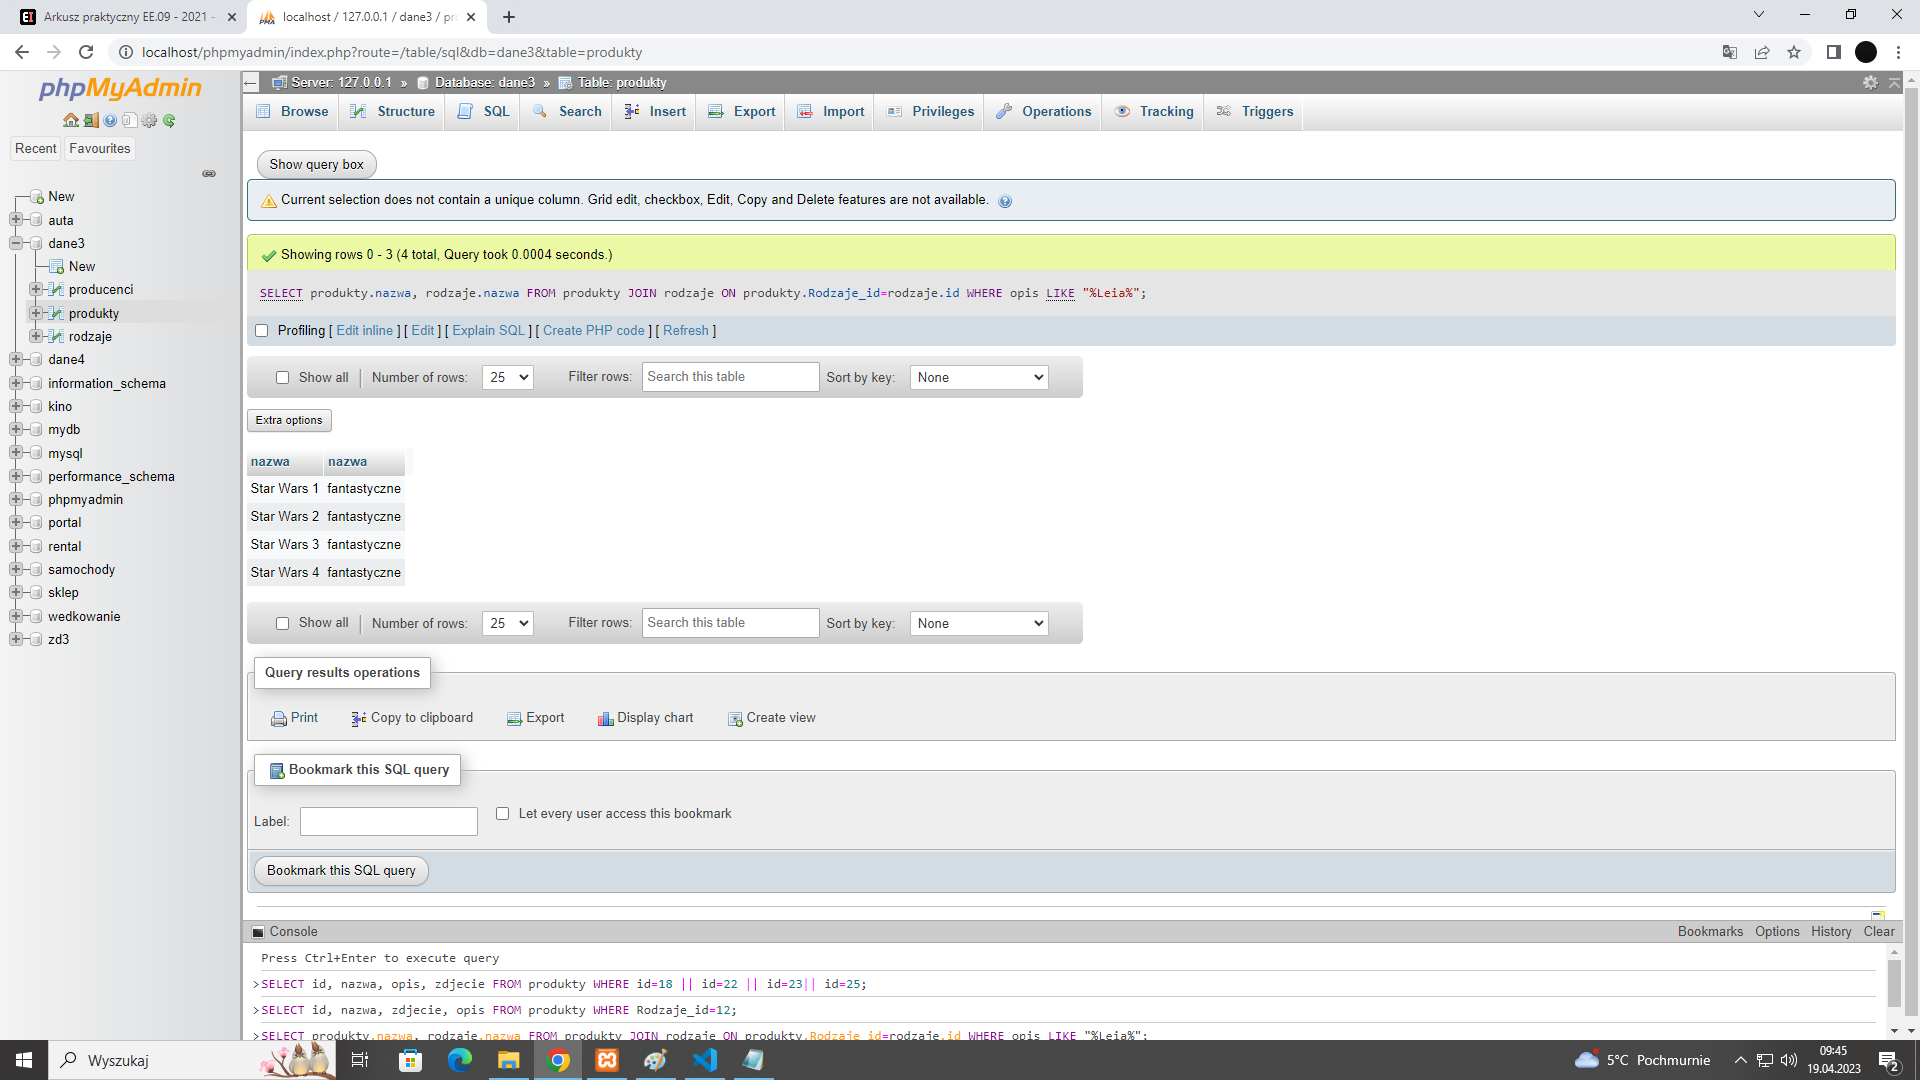 Arkusz praktyczny EE.09 - 2021 -
localhost / 127.0.0.1 / dane3 / pro
localhost/phpmyadmin/index.php?route=/table/sql&db=dane3&table=produkty
phpMyAdmin
Recent Favourites
New
auta
dane3
New
producenci
produkty
rodzaje
dane4
information_schema
kino
mydb
mysql
performance_schema
phpmyadmin
portal
rental
samochody
sklep
wedkowanie
zd3
Server: 127.0.0.1 » Database: dane3 » Table: produkty
Browse Structure SQL Search Insert Export Import Privileges Operations Tracking Triggers
Show query box
Current selection does not contain a unique column. Grid edit, checkbox, Edit, Copy and Delete features are not available.
Showing rows 0 - 3 (4 total, Query took 0.0004 seconds.)
SELECT produkty.nazwa, rodzaje.nazwa FROM produkty JOIN rodzaje ON produkty.Rodzaje_id=rodzaje.id WHERE opis LIKE "%Leia%";
Profiling [ Edit inline ] [ Edit ] [ Explain SQL ] [ Create PHP code ] [ Refresh ]
Show all Number of rows: 25 Filter rows: Search this table Sort by key: None
Extra options
nazwa nazwa
Star Wars 1 fantastyczne
Star Wars 2 fantastyczne
Star Wars 3 fantastyczne
Star Wars 4 fantastyczne
Show all Number of rows: 25 Filter rows: Search this table Sort by key: None
Query results operations
Print Copy to clipboard Export Display chart Create view
Bookmark this SQL query
Label: Let every user access this bookmark
Bookmark this SQL query
Console Bookmarks Options History Clear
Press Ctrl+Enter to execute query
>SELECT id, nazwa, opis, zdjecie FROM produkty WHERE id=18 || id=22 || id=23|| id=25;
>SELECT id, nazwa, zdjecie, opis FROM produkty WHERE Rodzaje_id=12;
>SELECT produkty.nazwa, rodzaje.nazwa FROM produkty JOIN rodzaje ON produkty.Rodzaje_id=rodzaje.id WHERE opis LIKE "%Leia%";
Wyszukaj
5°C Pochmurnie
09:45
19.04.2023
2